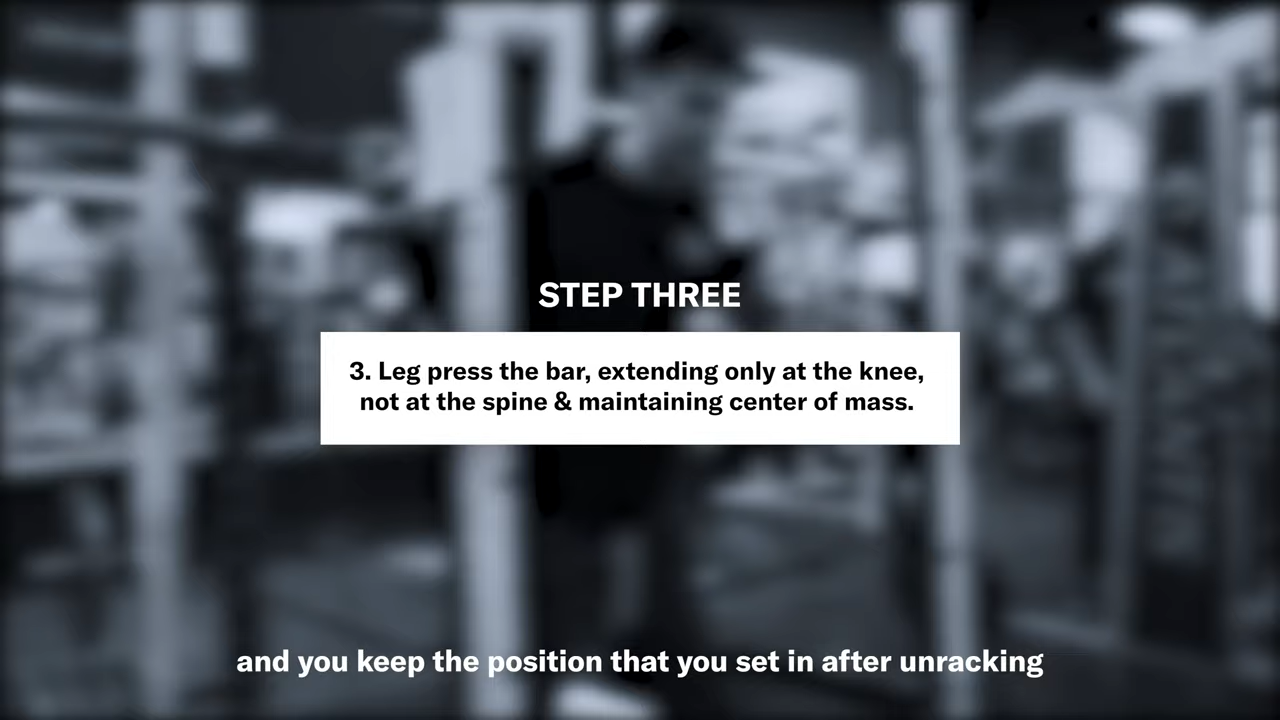 STEP THREE
3. Leg press the bar, extending only at the knee,
not at the spine & maintaining center of mass.
and you keep the position that you set in after unracking